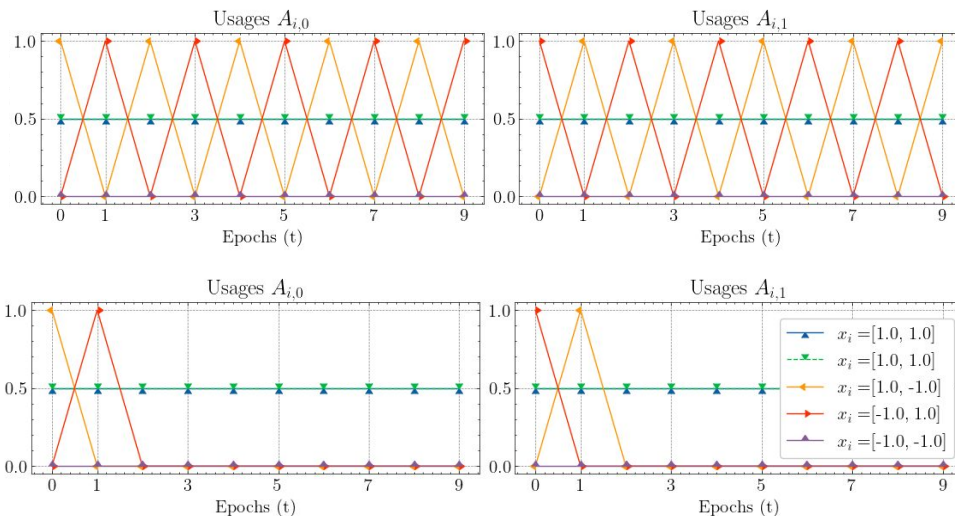 Usages A_{i,0}
Usages A_{i,1}
1.0
0.5
0.0
0 1 3 5 7 9
Epochs (t)
1.0
0.5
0.0
0 1 3 5 7 9
Epochs (t)
Usages A_{i,0}
Usages A_{i,1}
1.0
0.5
0.0
0 1 3 5 7 9
Epochs (t)
1.0
0.5
0.0
0 1 3 5 7 9
Epochs (t)
x_i =[1.0, 1.0]
x_i =[1.0, 1.0]
x_i =[1.0, -1.0]
x_i =[-1.0, 1.0]
x_i =[-1.0, -1.0]